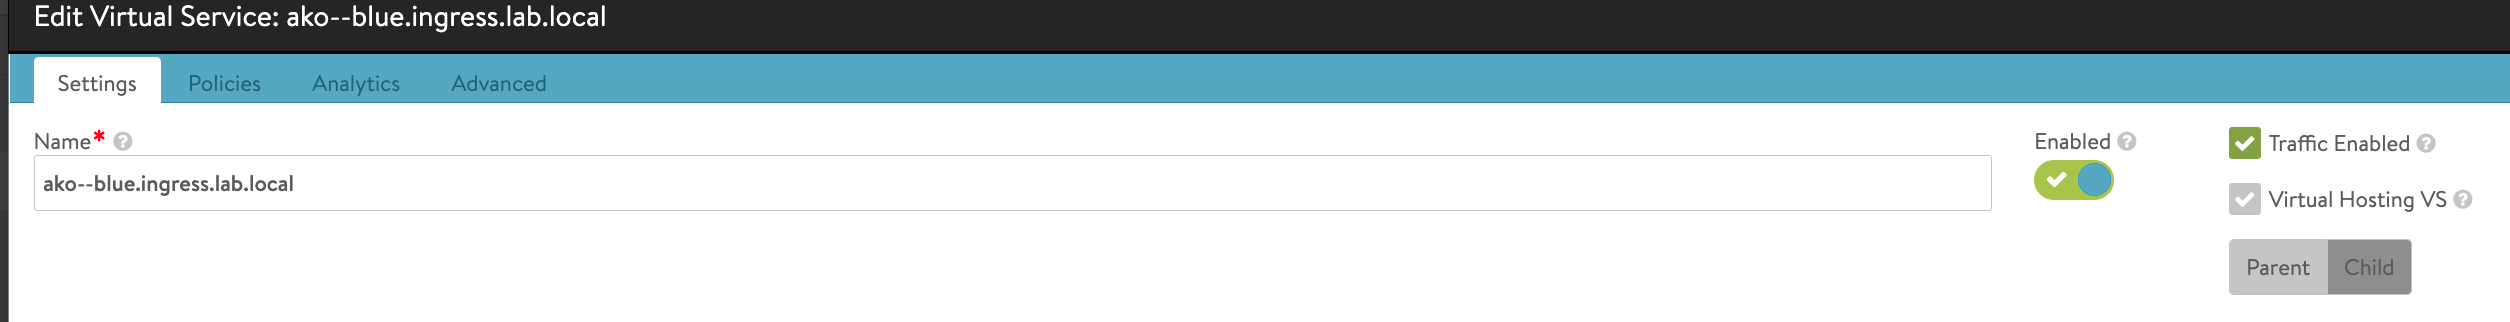 Edit Virtual Service: ako--blue.ingress.lab.local
Settings Policies Analytics Advanced
Name* ?
ako--blue.ingress.lab.local
Enabled ?
Traffic Enabled ?
Virtual Hosting VS ?
Parent Child